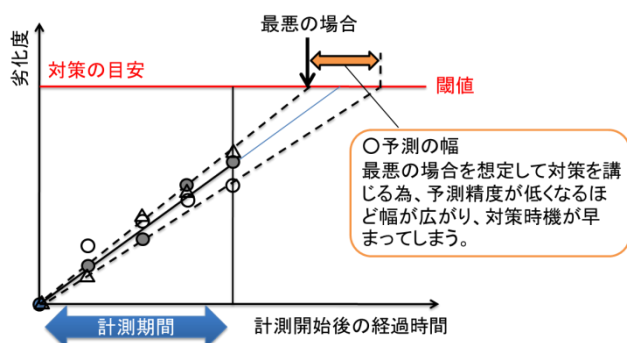 最悪の場合
劣化度
対策の目安
閾値
○予測の幅
最悪の場合を想定して対策を講
じる為、予測精度が低くなるほ
ど幅が広がり、対策時機が早
まってしまう。
計測期間
計測開始後の経過時間